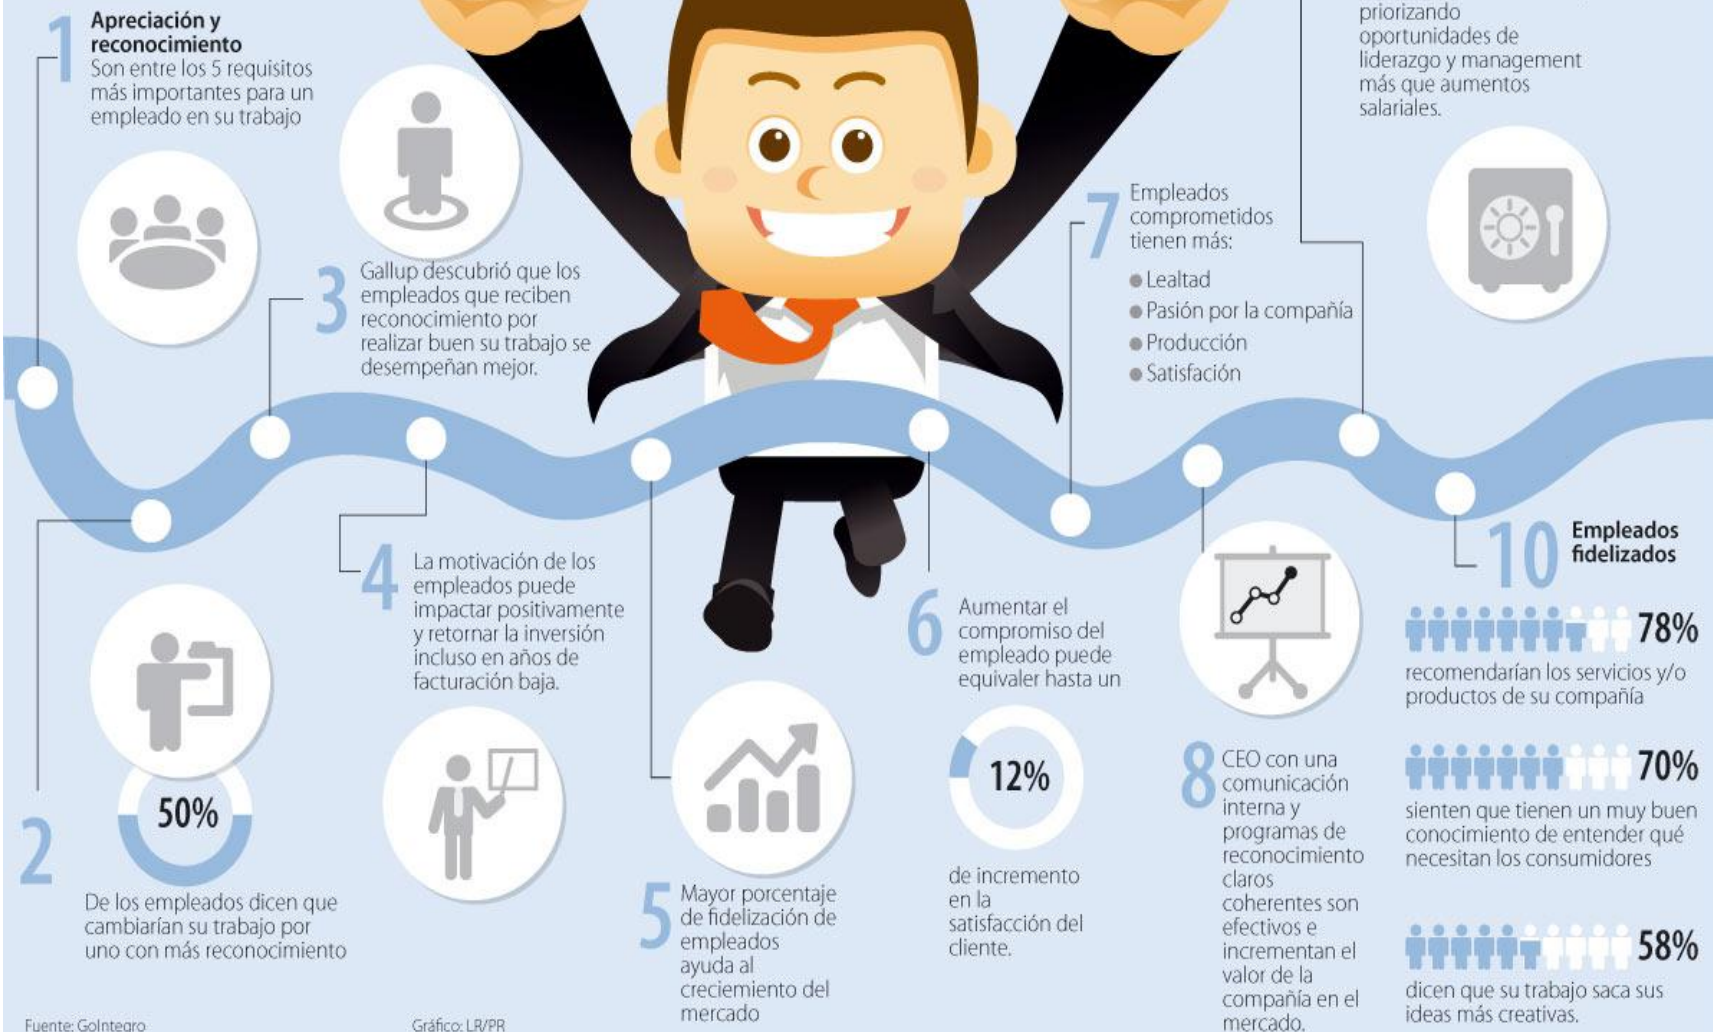 1
Apreciación y
reconocimiento
Son entre los 5 requisitos
más importantes para un
empleado en su trabajo
2
50%
De los empleados dicen que
cambiarían su trabajo por
uno con más reconocimiento
3
Gallup descubrió que los
empleados que reciben
reconocimiento por
realizar buen su trabajo se
desempeñan mejor.
4
La motivación de los
empleados puede
impactar positivamente
y retornar la inversión
incluso en años de
facturación baja.
5
Mayor porcentaje
de fidelización de
empleados
ayuda al
creciemiento del
mercado
6
Aumentar el
compromiso del
empleado puede
equivaler hasta un
12%
de incremento
en la
satisfacción del
cliente.
7
Empleados
comprometidos
tienen más:
● Lealtad
● Pasión por la compañía
● Producción
● Satisfación
8
CEO con una
comunicación
interna y
programas de
reconocimiento
claros
coherentes son
efectivos e
incrementan el
valor de la
compañía en el
mercado.
priorizando
oportunidades de
liderazgo y management
más que aumentos
salariales.
10
Empleados
fidelizados
78%
recomendarían los servicios y/o
productos de su compañía
70%
sienten que tienen un muy buen
conocimiento de entender qué
necesitan los consumidores
58%
dicen que su trabajo saca sus
ideas más creativas.
Fuente: GoIntegro
Gráfico: LR/PR